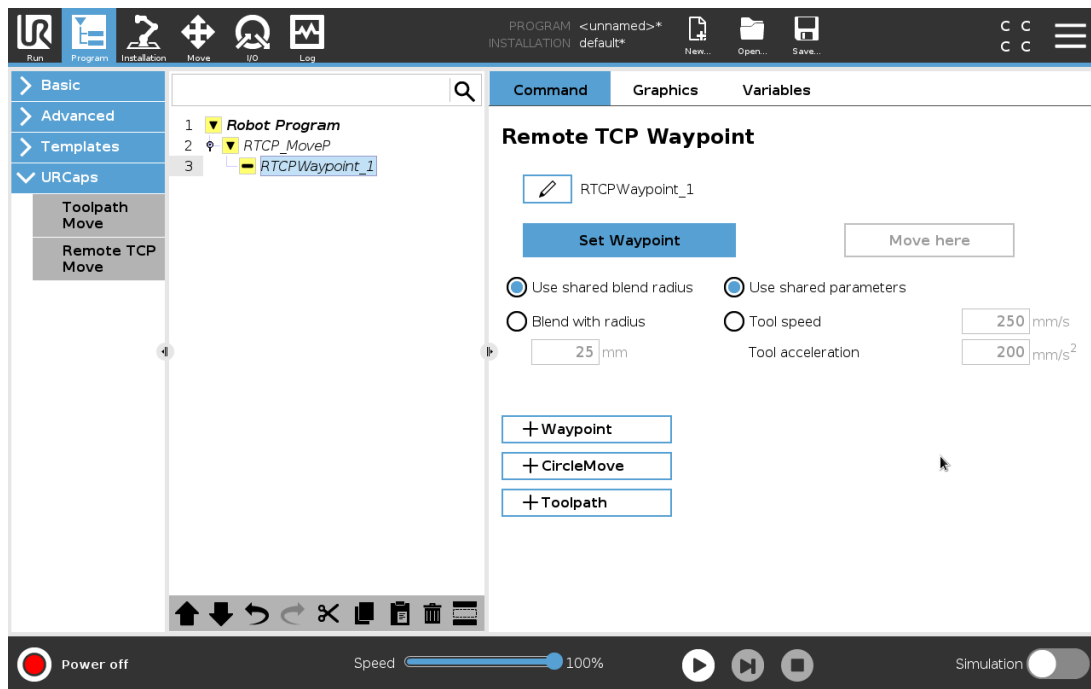 UR
PROGRAM <unnamed>*
INSTALLATION default*
Run Program Installation Move I/O Log New... Open... Save...
C C
C C
Basic
Advanced
Templates
URCaps
Toolpath
Move
Remote TCP
Move
1 Robot Program
2 RTCP_MoveP
3 RTCPWaypoint_1
Command Graphics Variables
Remote TCP Waypoint
RTCPWaypoint_1
Set Waypoint Move here
Use shared blend radius Use shared parameters
Blend with radius Tool speed 250 mm/s
25 mm Tool acceleration 200 mm/s²
+ Waypoint
+ CircleMove
+ Toolpath
Power off Speed 100% Simulation